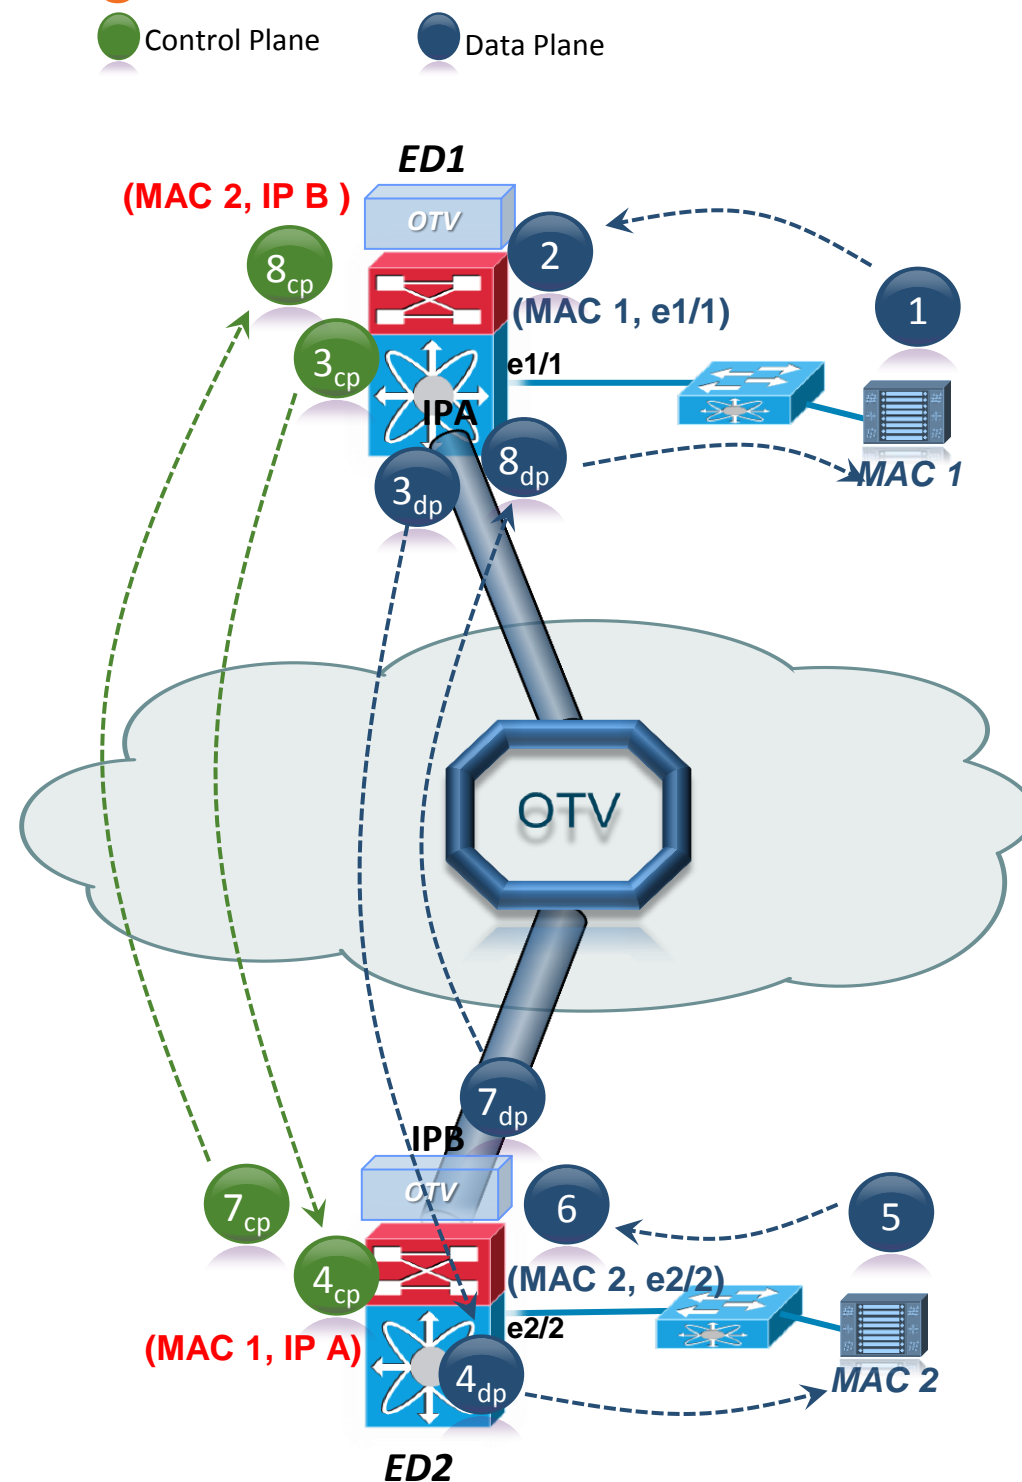 Control Plane
Data Plane
ED1
(MAC 2, IP B )
OTV
2
8cp
1
(MAC 1, e1/1)
3cp
e1/1
IPA
8dp
MAC 1
3dp
OTV
7dp
IPB
OTV
7cp
6
5
4cp
(MAC 2, e2/2)
e2/2
(MAC 1, IP A)
4dp
MAC 2
ED2